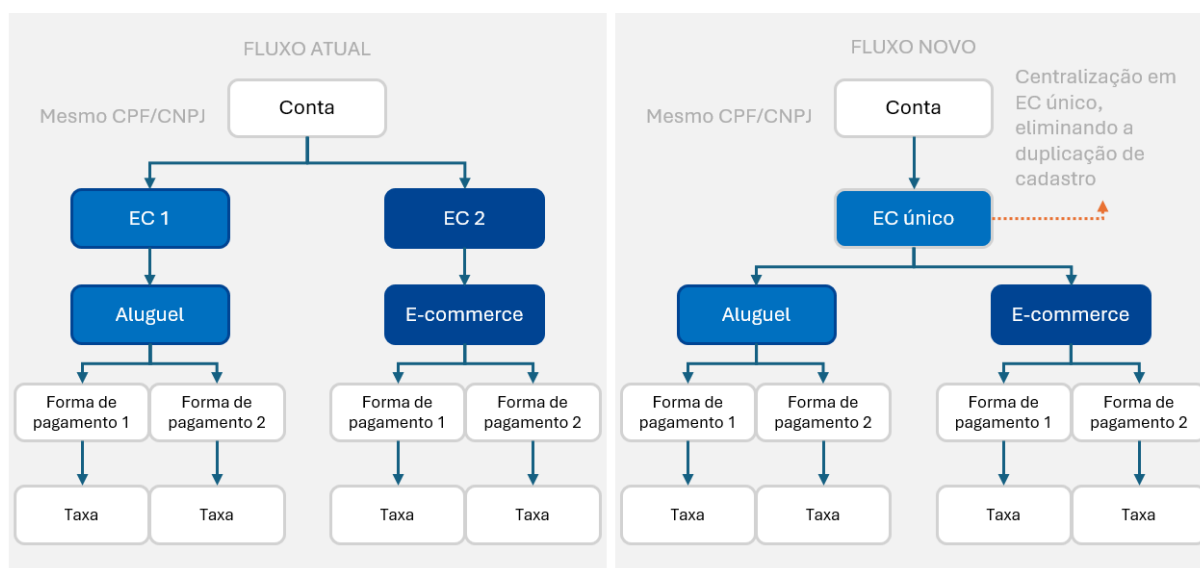 FLUXO ATUAL
Conta
Mesmo CPF/CNPJ
EC 1
EC 2
Aluguel
E-commerce
Forma de
pagamento 1
Forma de
pagamento 2
Forma de
pagamento 1
Forma de
pagamento 2
Taxa
Taxa
Taxa
Taxa
FLUXO NOVO
Conta
Mesmo CPF/CNPJ
Centralização em
EC único,
eliminando a
duplicação de
cadastro
EC único
Aluguel
E-commerce
Forma de
pagamento 1
Forma de
pagamento 2
Forma de
pagamento 1
Forma de
pagamento 2
Taxa
Taxa
Taxa
Taxa